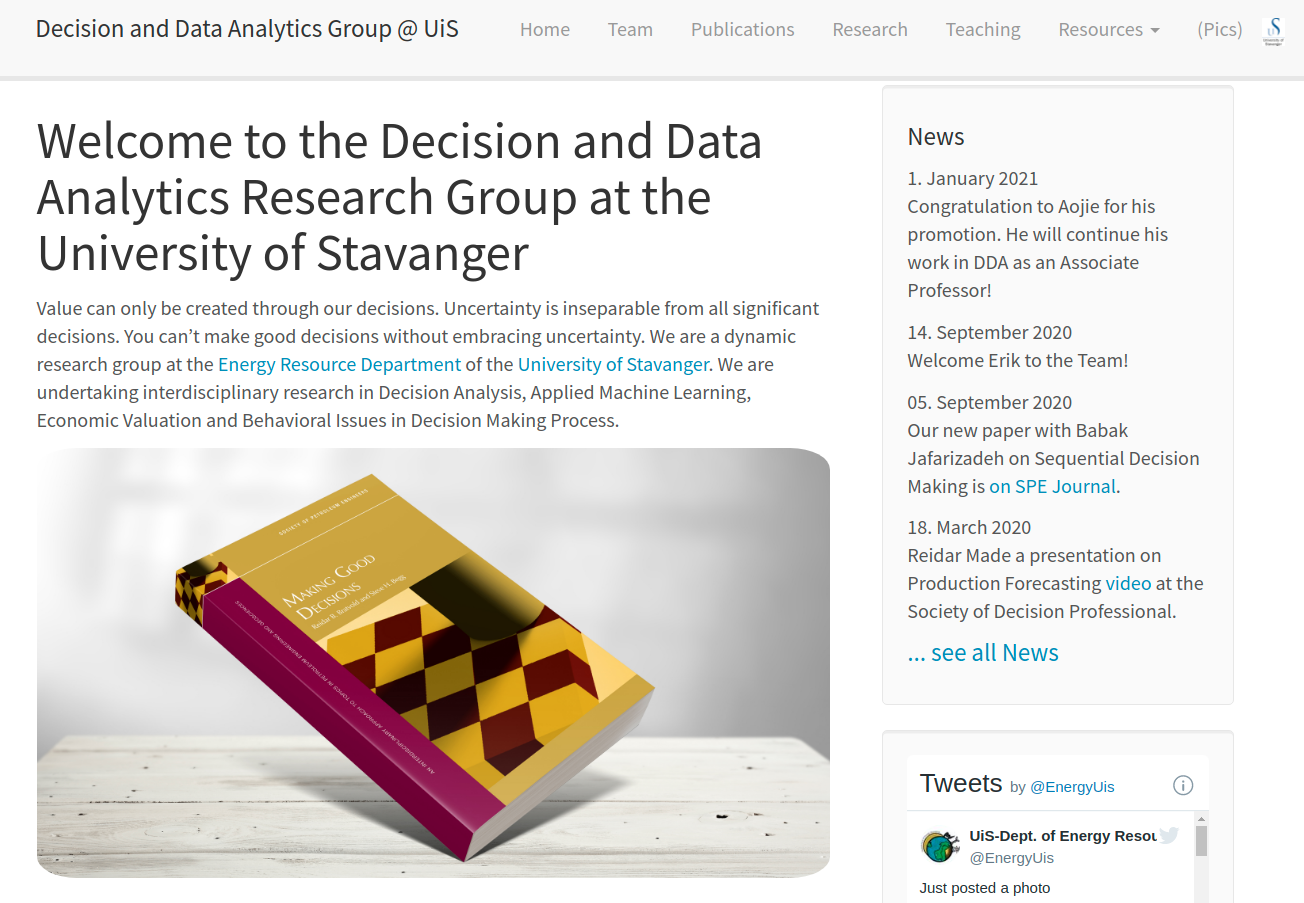 Decision and Data Analytics Group @ UiS
Home
Team
Publications
Research
Teaching
Resources
(Pics)
S
University of
Stavanger
Welcome to the Decision and Data
Analytics Research Group at the
University of Stavanger
Value can only be created through our decisions. Uncertainty is inseparable from all significant
decisions. You can’t make good decisions without embracing uncertainty. We are a dynamic
research group at the Energy Resource Department of the University of Stavanger. We are
undertaking interdisciplinary research in Decision Analysis, Applied Machine Learning,
Economic Valuation and Behavioral Issues in Decision Making Process.
SOCIETY OF PETROLEUM ENGINEERS
MAKING GOOD
DECISIONS
Reidar B. Bratvold and Steve H. Begg
AN INTERDISCIPLINARY APPROACH TO TOPICS IN PETROLEUM ENGINEERING AND GEOSCIENCES
News
1. January 2021
Congratulation to Aojie for his
promotion. He will continue his
work in DDA as an Associate
Professor!
14. September 2020
Welcome Erik to the Team!
05. September 2020
Our new paper with Babak
Jafarizadeh on Sequential Decision
Making is on SPE Journal.
18. March 2020
Reidar Made a presentation on
Production Forecasting video at the
Society of Decision Professional.
... see all News
Tweets by @EnergyUis
UiS-Dept. of Energy Resou
@EnergyUis
Just posted a photo